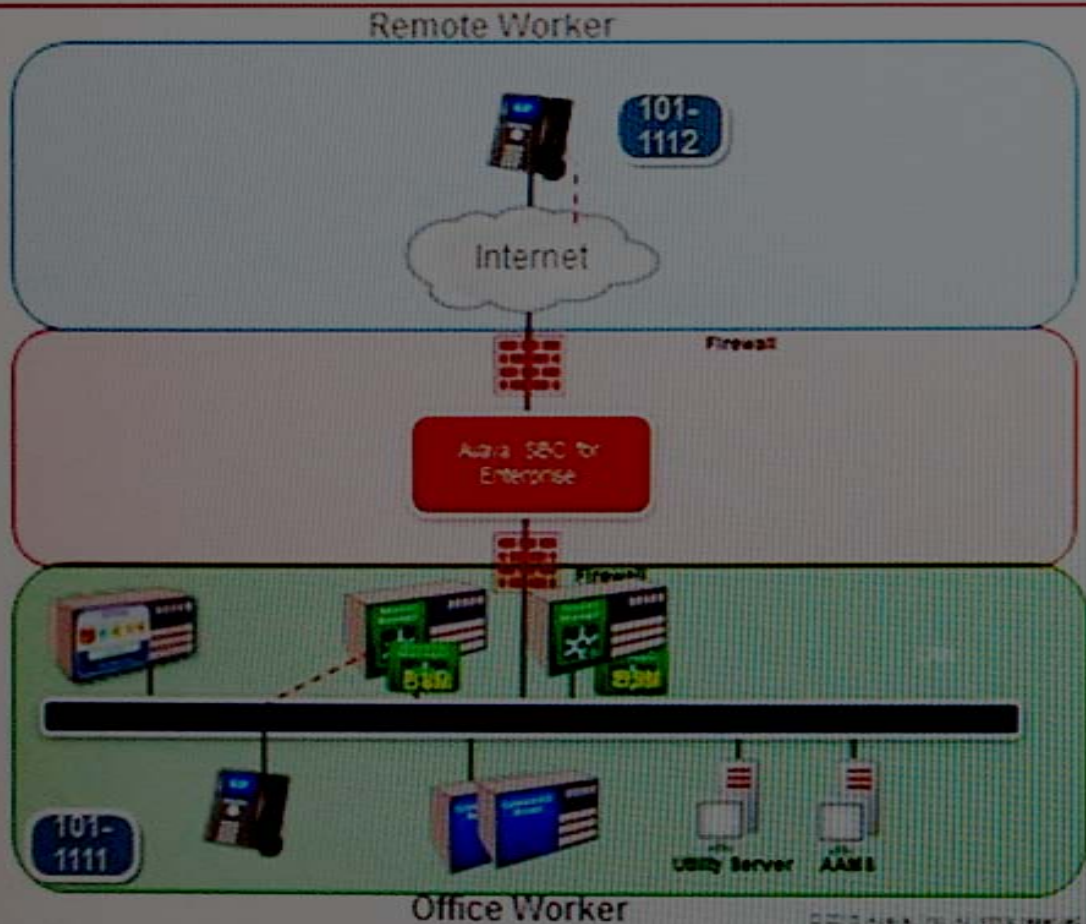 Remote Worker
101-
1112
Internet
Firewall
Avaya SBC for
Enterprise
Firewall
101-
1111
Utility Server
AAMS
Office Worker